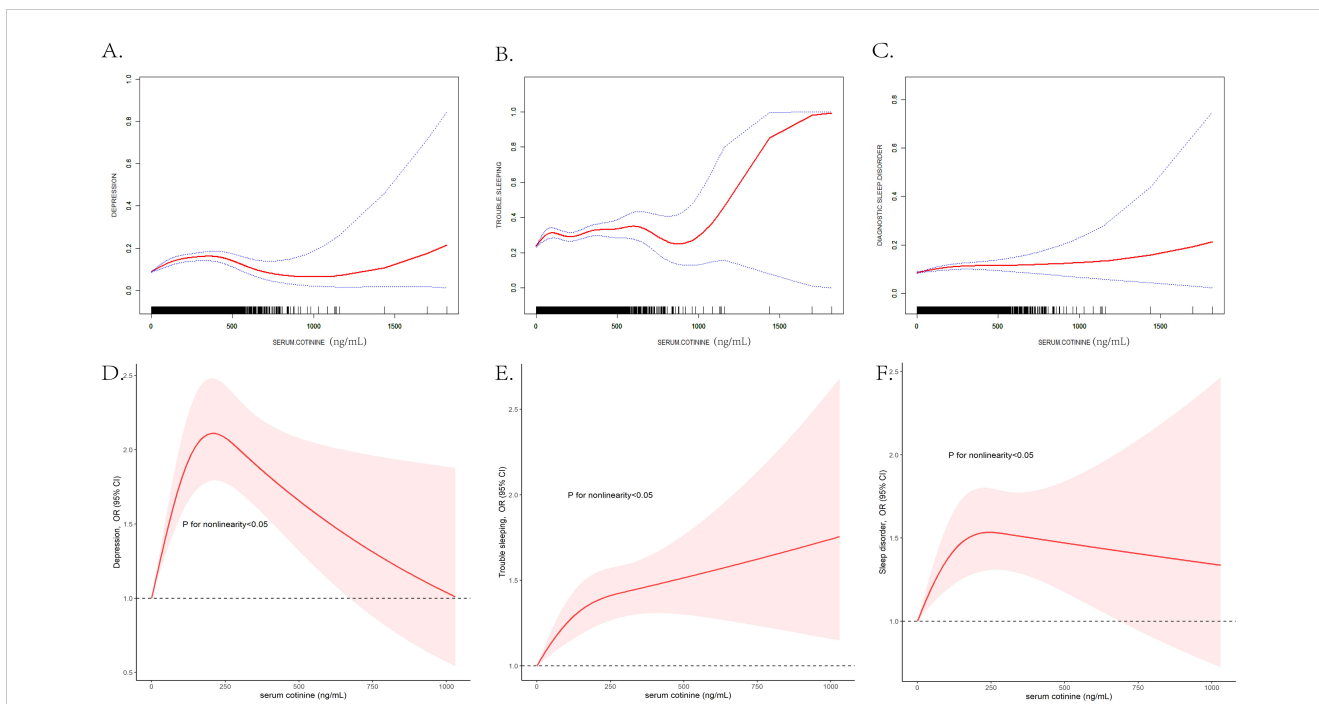 A.
B.
C.
1.0
0.8
0.6
0.4
0.2
0.0
DEPRESSION
0 500 1000 1500
SERUM.COTININE (ng/mL)
1.0
0.8
0.6
0.4
0.2
0.0
TROUBLE.SLEEPING
0 500 1000 1500
SERUM.COTININE (ng/mL)
0.8
0.6
0.4
0.2
0.0
DIAGNOSTIC.SLEEP.DISORDER
0 500 1000 1500
SERUM.COTININE (ng/mL)
D.
E.
F.
2.5
2.0
1.5
1.0
0.5
Depression, OR (95% CI)
P for nonlinearity<0.05
0 250 500 750 1000
serum cotinine (ng/mL)
2.5
2.0
1.5
1.0
Trouble sleeping, OR (95% CI)
P for nonlinearity<0.05
0 250 500 750 1000
serum cotinine (ng/mL)
2.5
2.0
1.5
1.0
Sleep disorder, OR (95% CI)
P for nonlinearity<0.05
0 250 500 750 1000
serum cotinine (ng/mL)